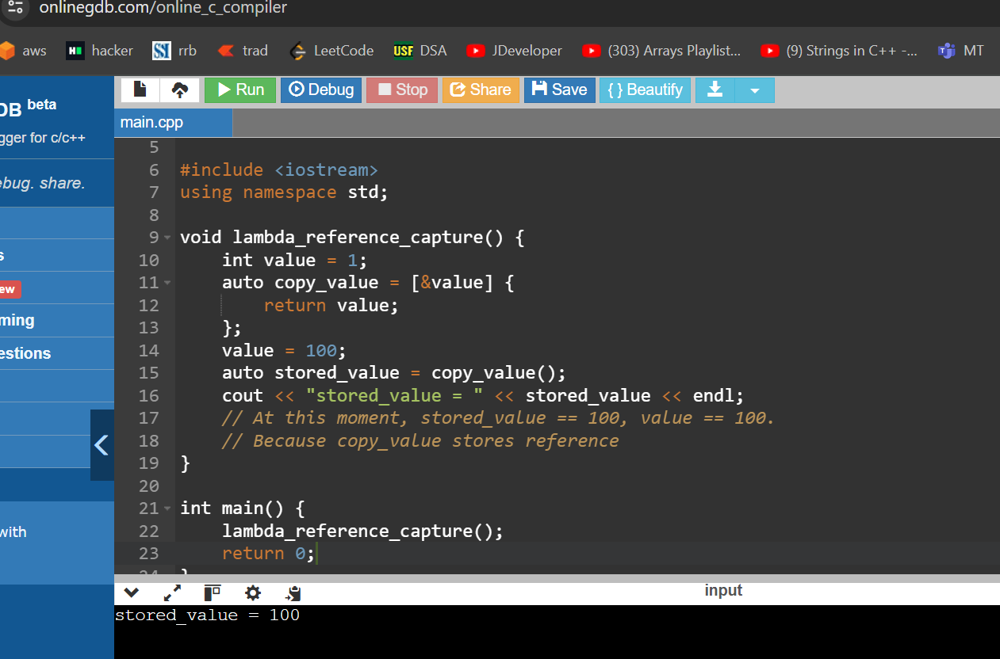 onlinegdb.com/online_c_compiler
aws hacker rrb trad LeetCode USF DSA JDeveloper (303) Arrays Playlist... (9) Strings in C++ -... MT
Run Debug Stop Share Save { } Beautify
DB beta
gger for c/c++
ebug. share.
s
ew
ming
estions
with
main.cpp
5
6 #include <iostream>
7 using namespace std;
8
9 void lambda_reference_capture() {
10 int value = 1;
11 auto copy_value = [&value] {
12 return value;
13 };
14 value = 100;
15 auto stored_value = copy_value();
16 cout << "stored_value = " << stored_value << endl;
17 // At this moment, stored_value == 100, value == 100.
18 // Because copy_value stores reference
19 }
20
21 int main() {
22 lambda_reference_capture();
23 return 0;
24 }
input
stored_value = 100